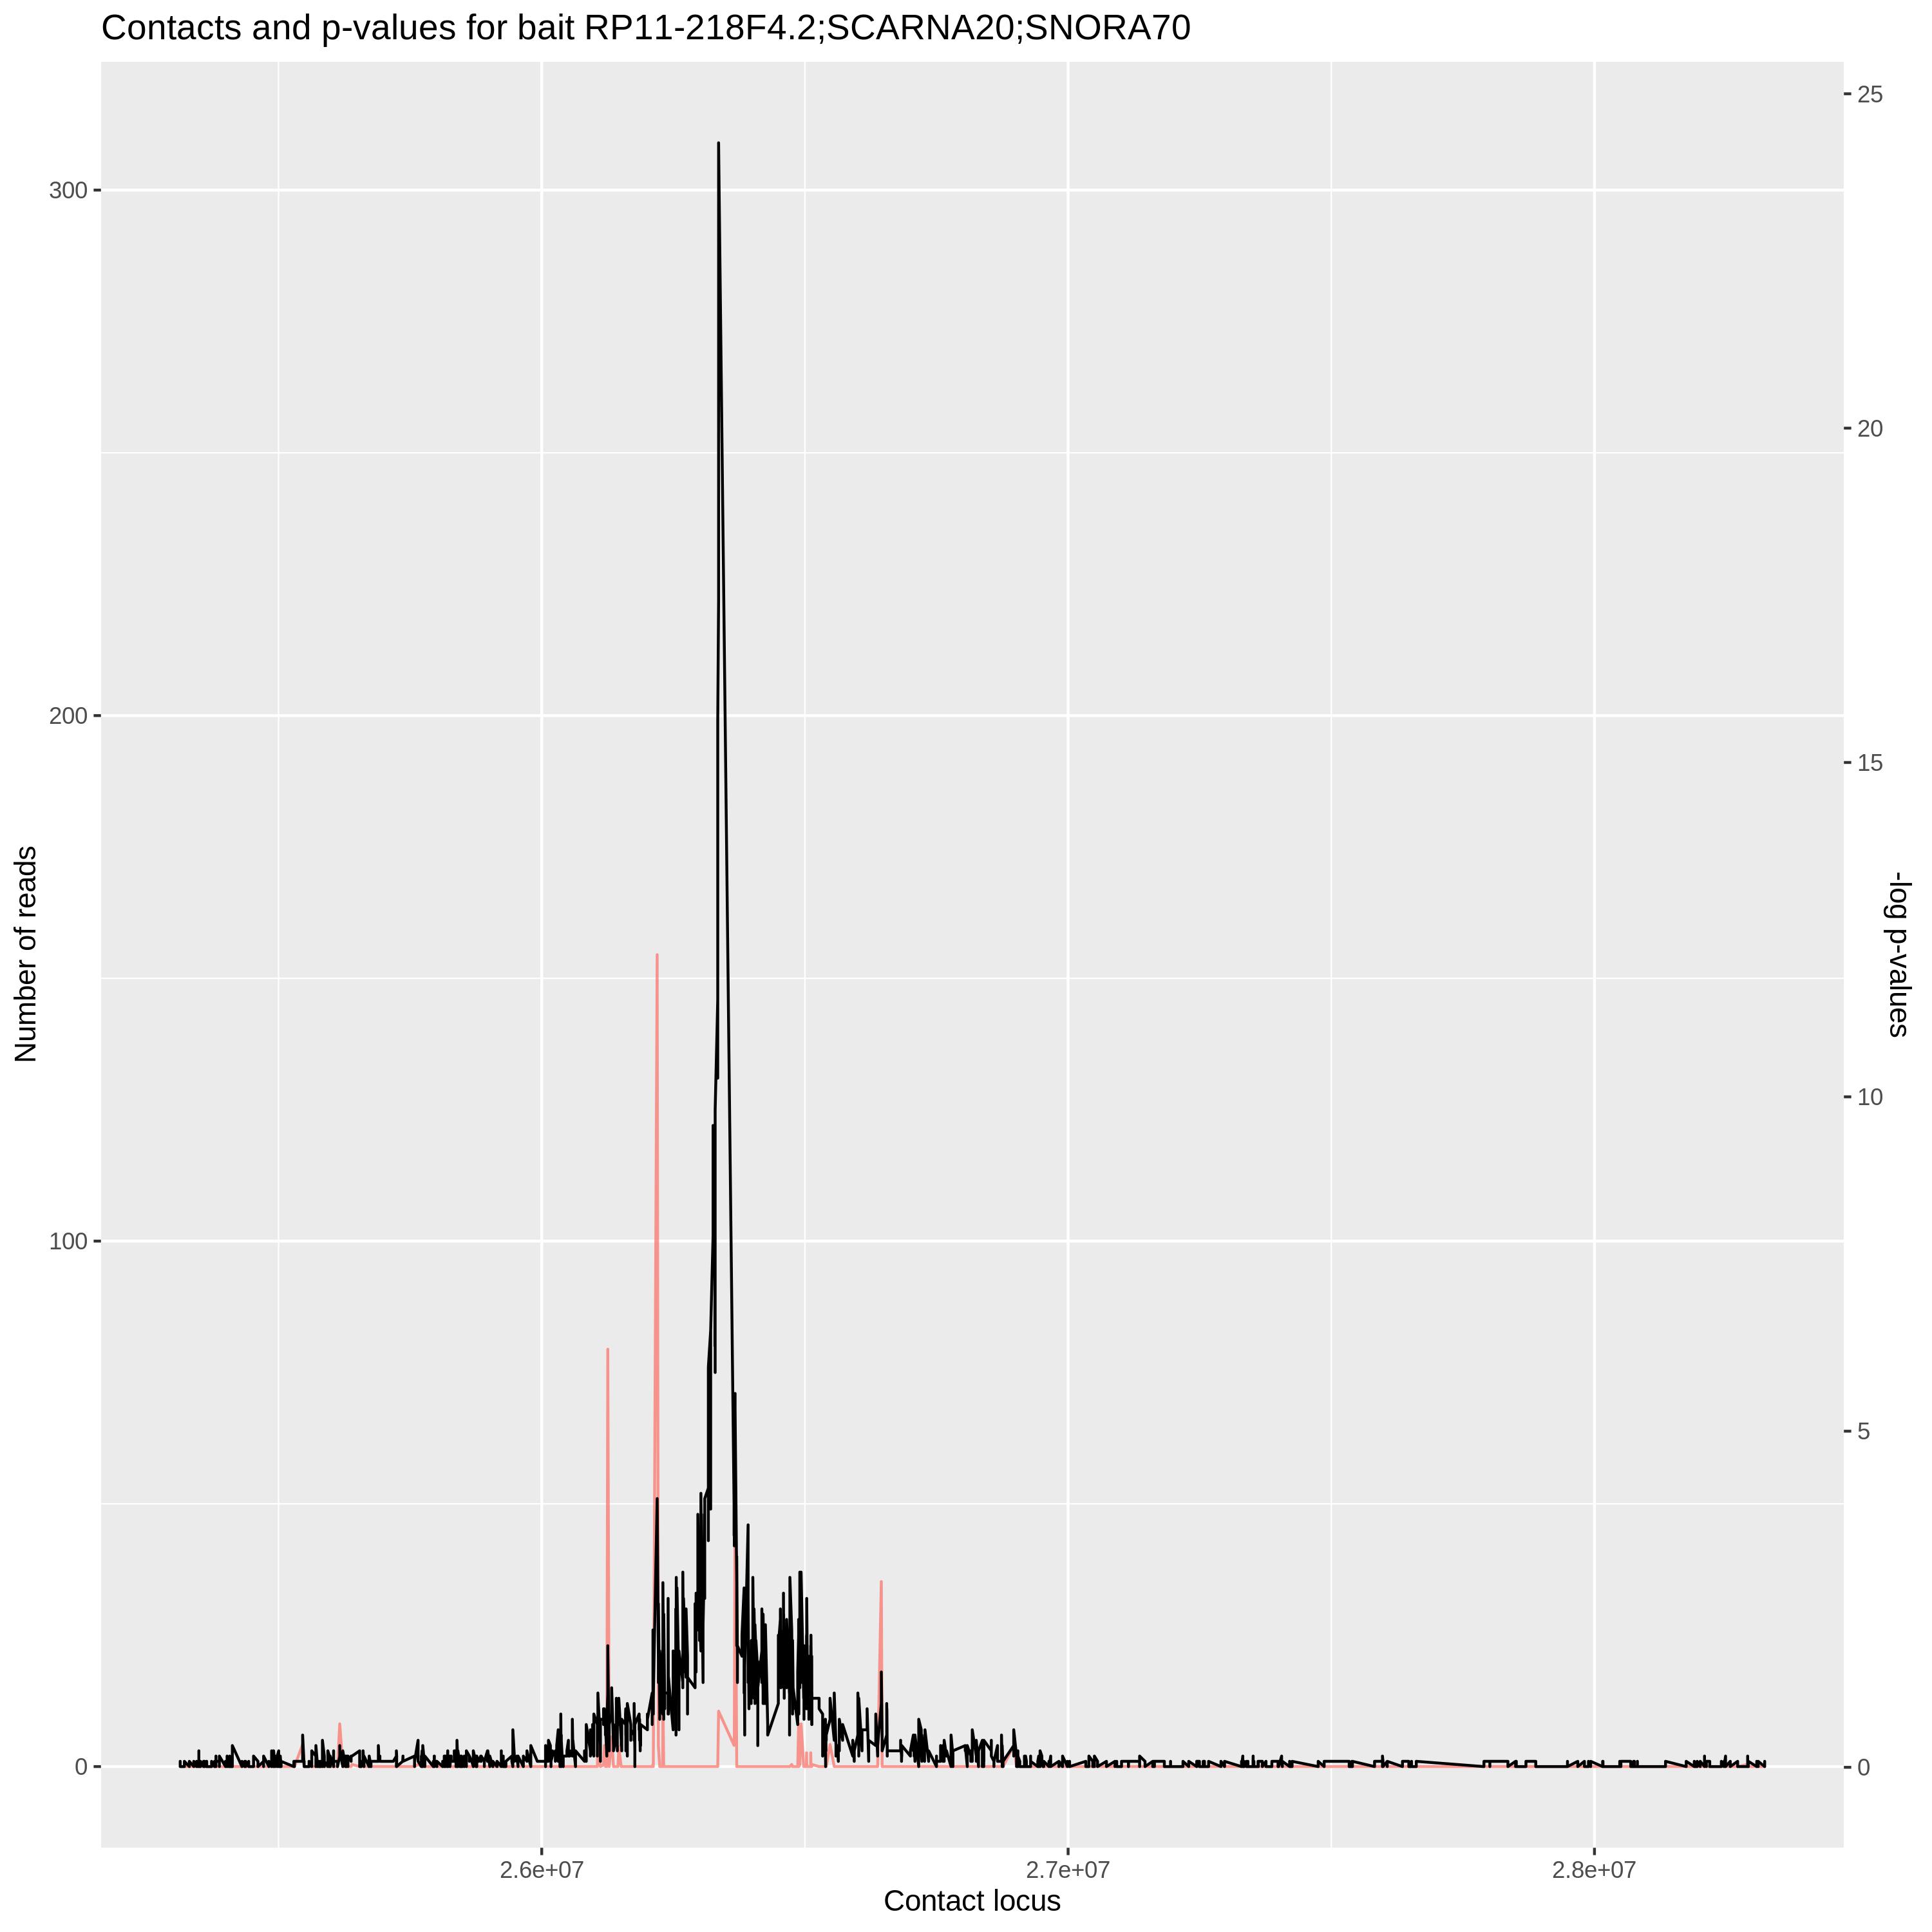 Contacts and p-values for bait RP11-218F4.2;SCARNA20;SNORA70
300
200
100
0
Number of reads
25
20
15
10
5
0
-log p-values
2.6e+07 2.7e+07 2.8e+07
Contact locus